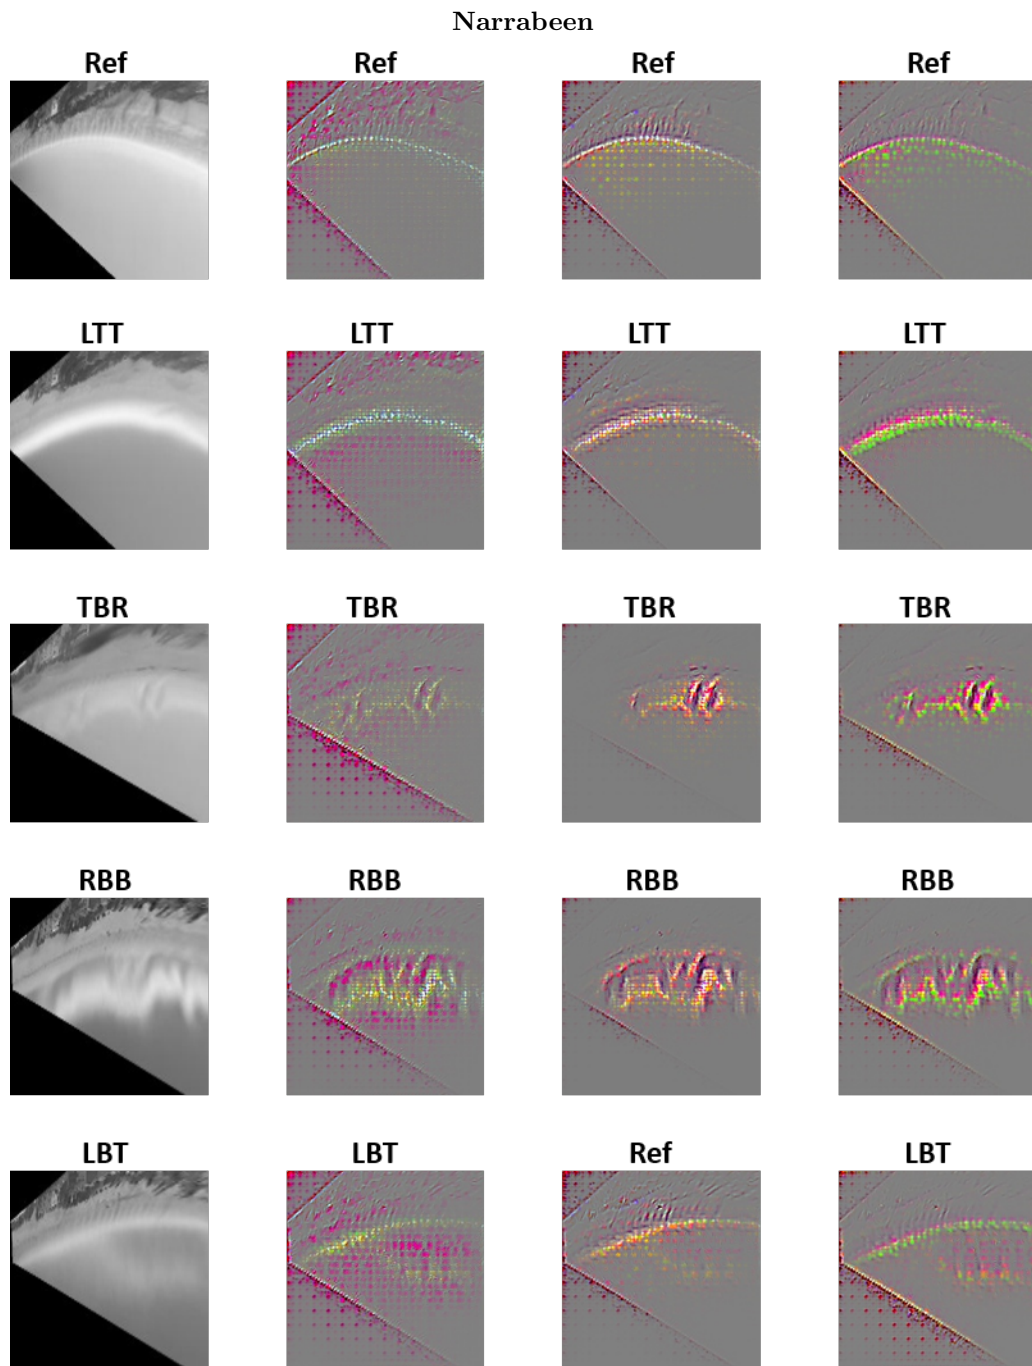 Narrabeen
Ref Ref Ref Ref
LTT LTT LTT LTT
TBR TBR TBR TBR
RBB RBB RBB RBB
LBT LBT Ref LBT